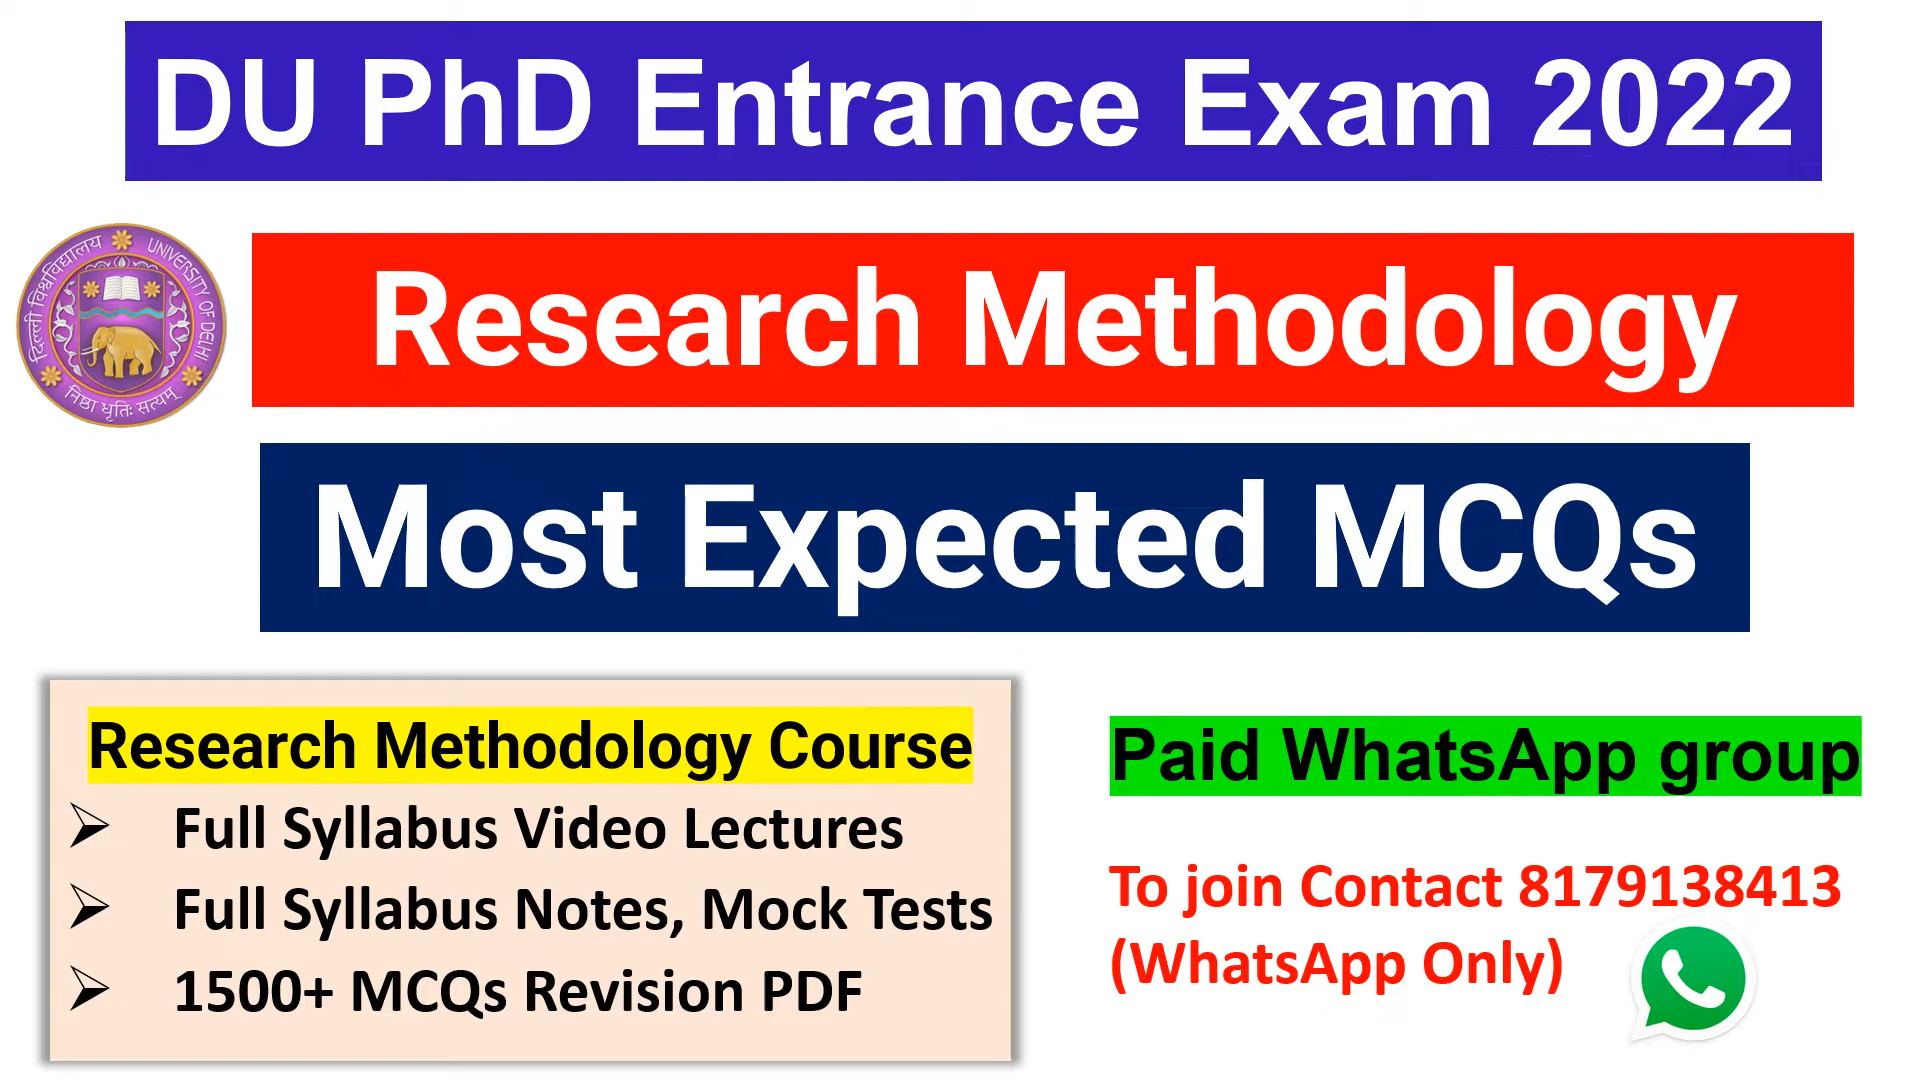 DU PhD Entrance Exam 2022
दिल्ली विश्वविद्यालय
UNIVERSITY OF DELHI
निष्ठा धृतिः सत्यम्
Research Methodology
Most Expected MCQs
Research Methodology Course
Full Syllabus Video Lectures
Full Syllabus Notes, Mock Tests
1500+ MCQs Revision PDF
Paid WhatsApp group
To join Contact 8179138413
(WhatsApp Only)